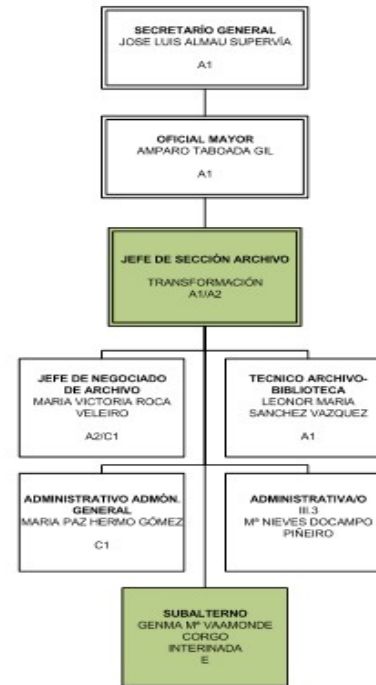 SECRETARÍO GENERAL
JOSE LUIS ALMAU SUPERVÍA
A1
OFICIAL MAYOR
AMPARO TABOADA GIL
A1
JEFE DE SECCIÓN ARCHIVO
TRANSFORMACIÓN
A1/A2
JEFE DE NEGOCIADO
DE ARCHIVO
MARIA VICTORIA ROCA
VELEIRO
A2/C1
TECNICO ARCHIVO-
BIBLIOTECA
LEONOR MARIA
SANCHEZ VAZQUEZ
A1
ADMINISTRATIVO ADMÓN.
GENERAL
MARIA PAZ HERMO GÓMEZ
C1
ADMINISTRATIVA/O
III.3
Mª NIEVES DOCAMPO
PIÑEIRO
SUBALTERNO
GENMA Mª VAAMONDE
CORGO
INTERINADA
E